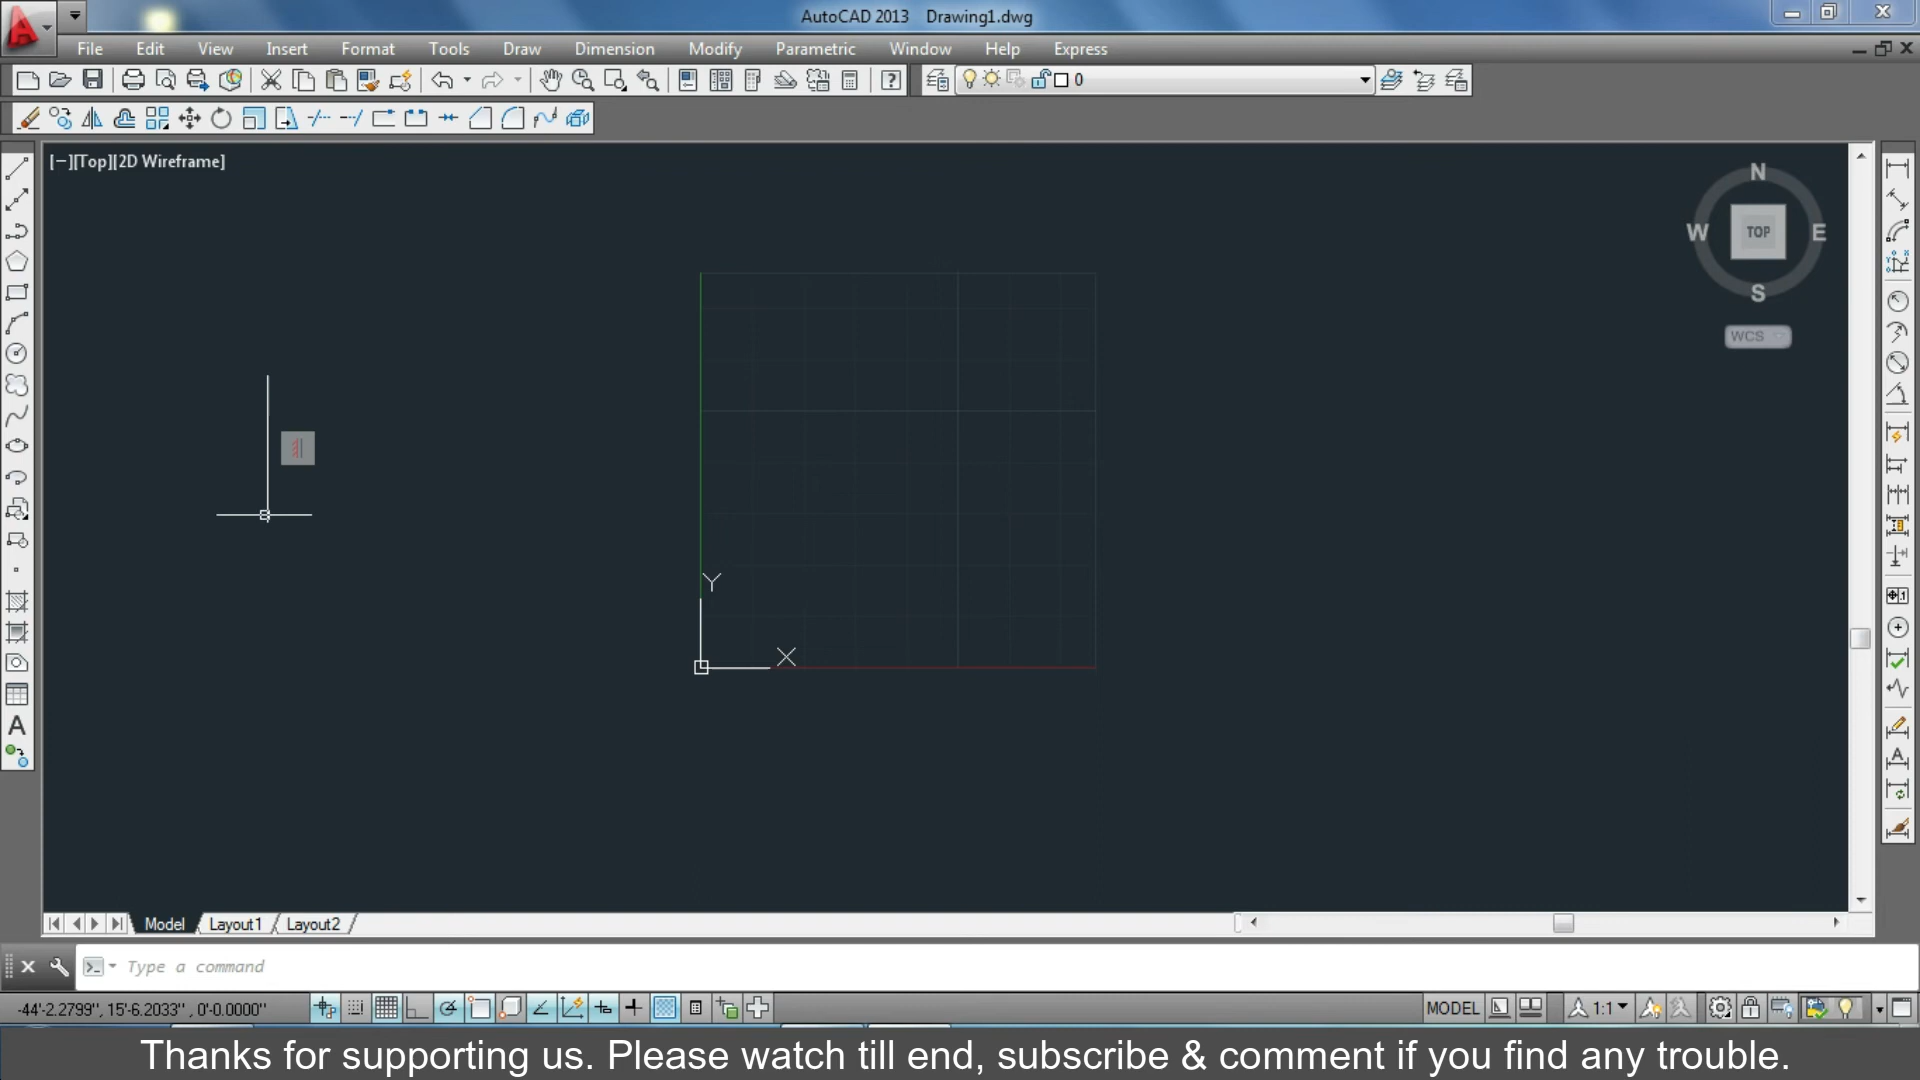 AutoCAD 2013 Drawing1.dwg
File Edit View Insert Format Tools Draw Dimension Modify Parametric Window Help Express
0
[−][Top][2D Wireframe]
N
W TOP E
S
WCS
Y
X
Model Layout1 Layout2
Type a command
-44'-2.2799", 15'-6.2033" , 0'-0.0000" MODEL 1:1
Thanks for supporting us. Please watch till end, subscribe & comment if you find any trouble.